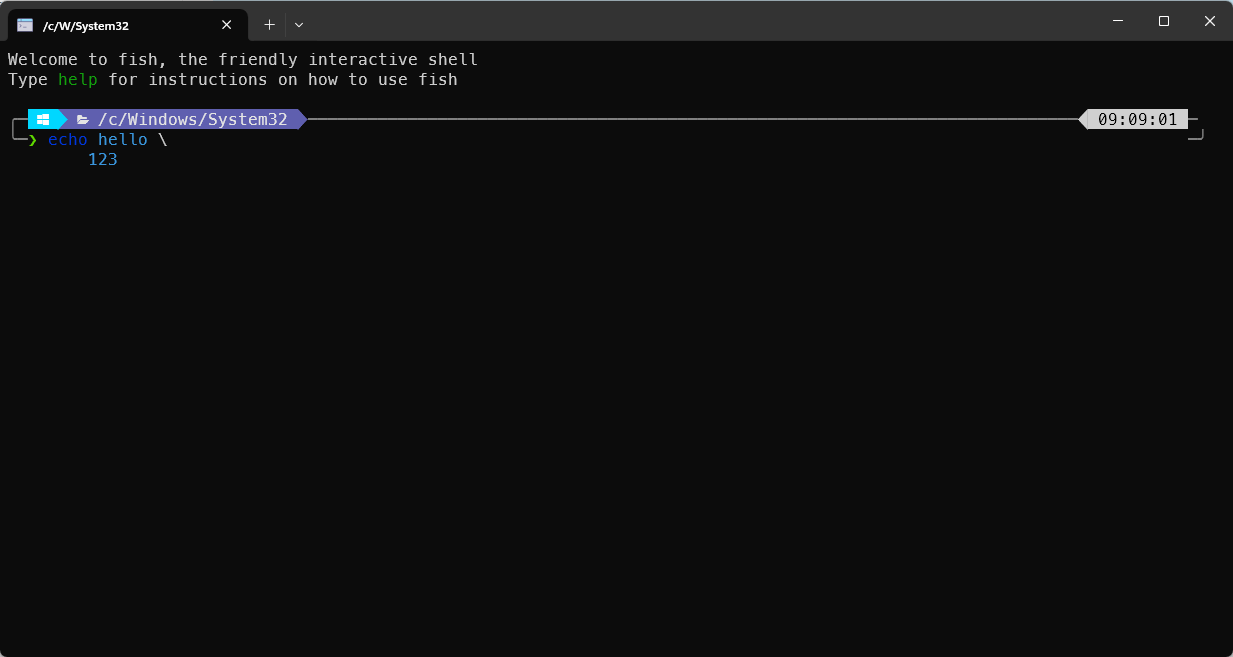 /c/W/System32
Welcome to fish, the friendly interactive shell
Type help for instructions on how to use fish
/c/Windows/System32 09:09:01
❯ echo hello \
123